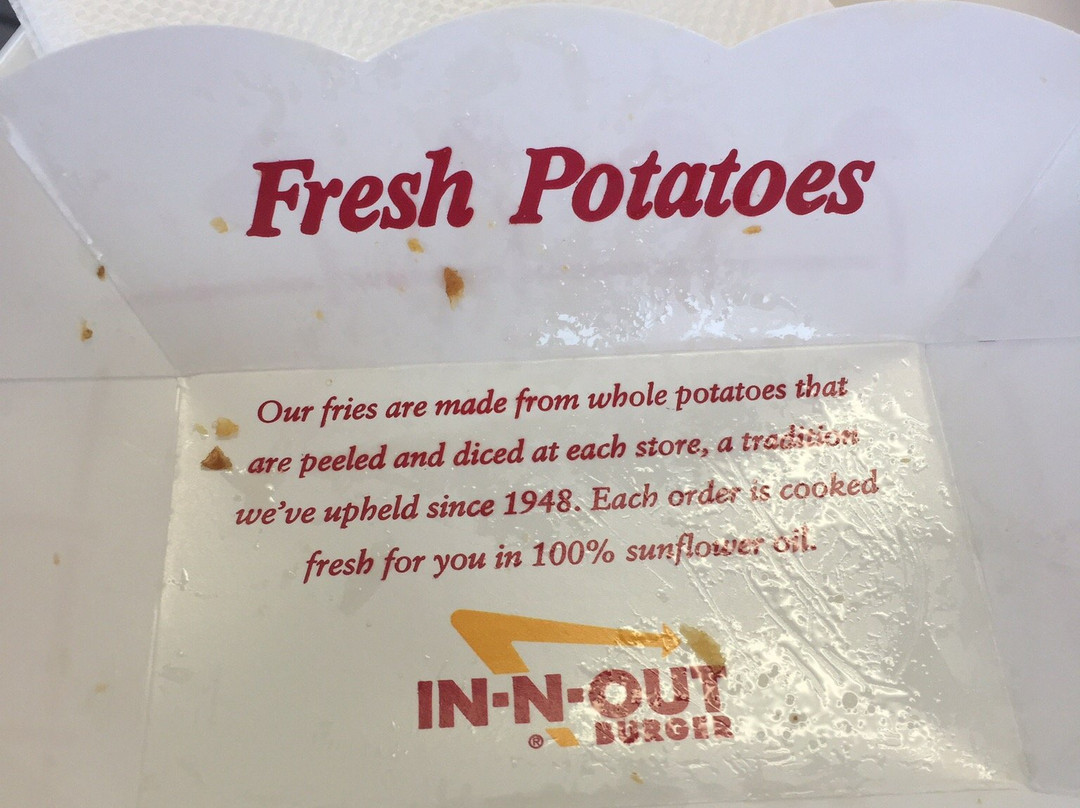 Fresh Potatoes
Our fries are made from whole potatoes that
are peeled and diced at each store, a tradition
we've upheld since 1948. Each order is cooked
fresh for you in 100% sunflower oil.
IN-N-OUT
® BURGER